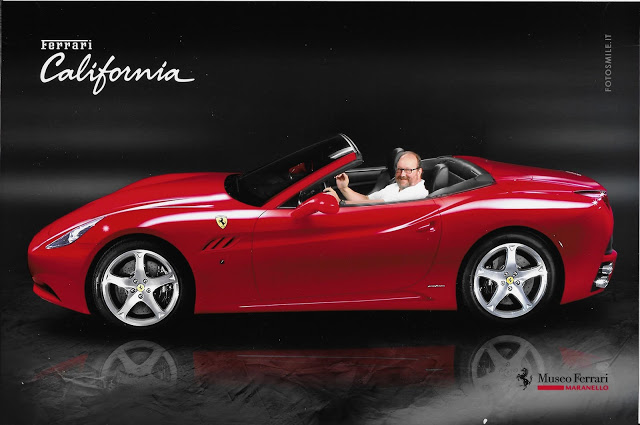 Ferrari
California
FOTOSMILE.IT
Museo Ferrari
MARANELLO